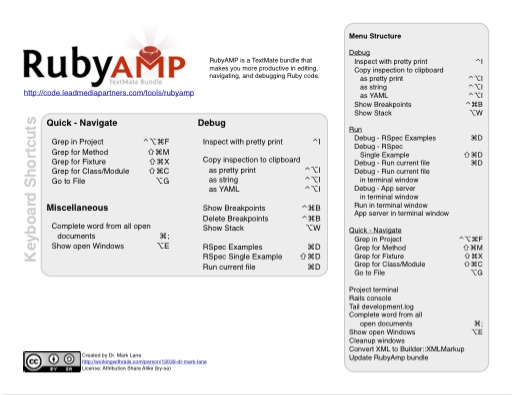 RubyAMP
TextMate Bundle
RubyAMP is a TextMate bundle that
makes you more productive in editing,
navigating, and debugging Ruby code.
http://code.leadmediapartners.com/tools/rubyamp
Keyboard Shortcuts
Quick - Navigate
Grep in Project ^⌥⌘F
Grep for Method ⇧⌘M
Grep for Fixture ⇧⌘X
Grep for Class/Module ⇧⌘C
Go to File ⌥G
Miscellaneous
Complete word from all open
documents ⌘;
Show open Windows ⌥E
Debug
Inspect with pretty print ^I
Copy inspection to clipboard
as pretty print ^⌥I
as string ^⌥I
as YAML ^⌥I
Show Breakpoints ^⌘B
Delete Breakpoints ^⌘B
Show Stack ⌥W
RSpec Examples ⌘D
RSpec Single Example ⇧⌘D
Run current file ⌘D
Menu Structure
Debug
Inspect with pretty print ^I
Copy inspection to clipboard
as pretty print ^⌥I
as string ^⌥I
as YAML ^⌥I
Show Breakpoints ^⌘B
Show Stack ⌥W
Run
Debug - RSpec Examples ⌘D
Debug - RSpec
Single Example ⇧⌘D
Debug - Run current file ⌘D
Debug - Run current file
in terminal window
Debug - App server
in terminal window
Run in terminal window
App server in terminal window
Quick - Navigate
Grep in Project ^⌥⌘F
Grep for Method ⇧⌘M
Grep for Fixture ⇧⌘X
Grep for Class/Module ⇧⌘C
Go to File ⌥G
Project terminal
Rails console
Tail development.log
Complete word from all
open documents ⌘;
Show open Windows ⌥E
Cleanup windows
Convert XML to Builder::XMLMarkup
Update RubyAmp bundle
cc
BY SA
Created by Dr. Mark Lane
http://workingwithrails.com/person/12039-dr-mark-lane
License: Attribution Share Alike (by-sa)